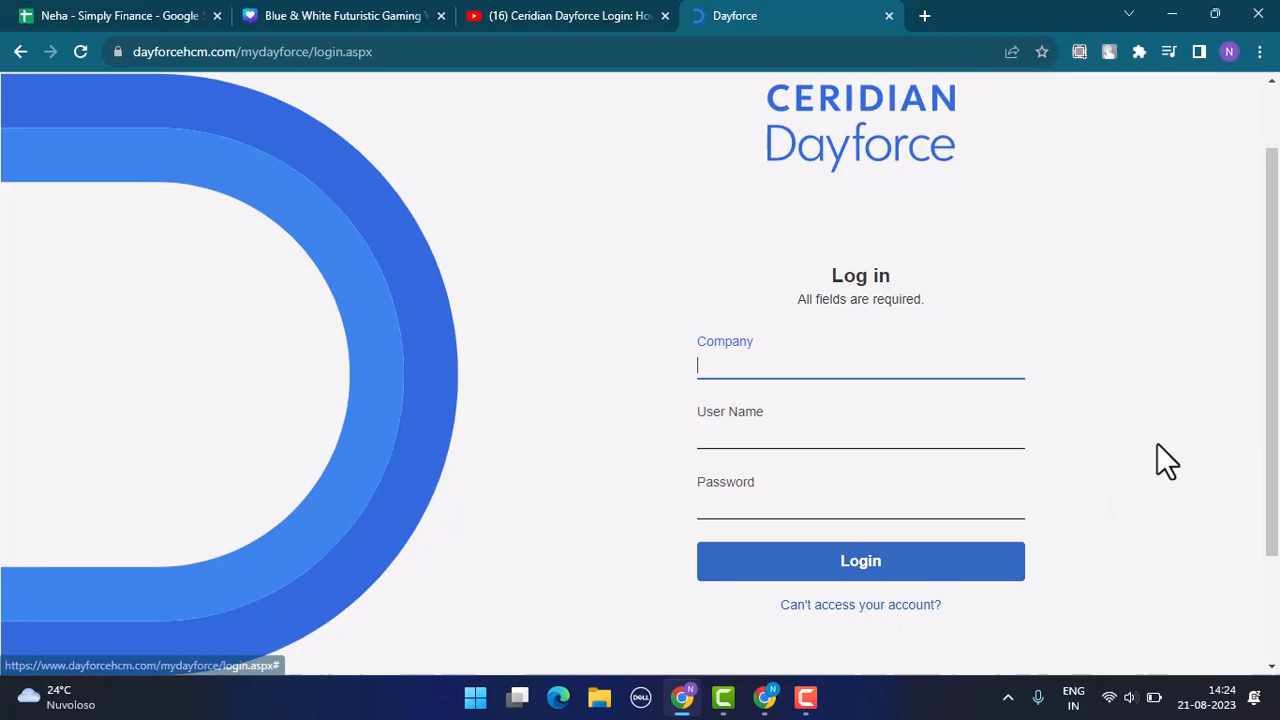 Neha - Simply Finance - Google S
Blue & White Futuristic Gaming Y
(16) Ceridian Dayforce Login: Ho
Dayforce
dayforcehcm.com/mydayforce/login.aspx
N
CERIDIAN
Dayforce
Log in
All fields are required.
Company
User Name
Password
Login
Can't access your account?
https://www.dayforcehcm.com/mydayforce/login.aspx#
24°C
Nuvoloso
DELL
N
N
ENG
IN
14:24
21-08-2023